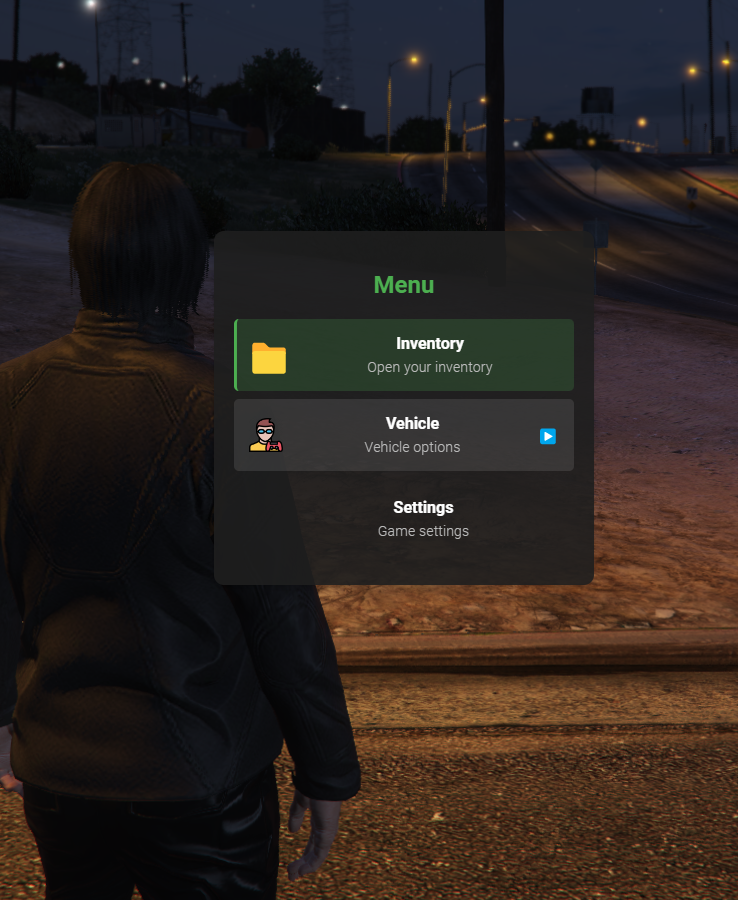 Menu
Inventory
Open your inventory
Vehicle
Vehicle options
Settings
Game settings